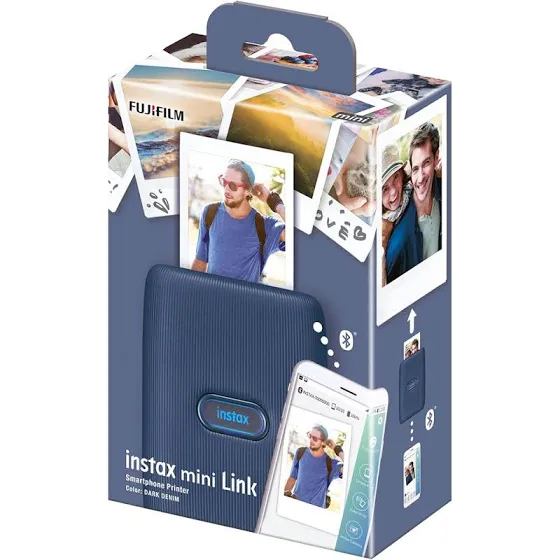 FUJIFILM
mini
LOVE
instax
instax mini Link
Smartphone Printer
Color: DARK DENIM